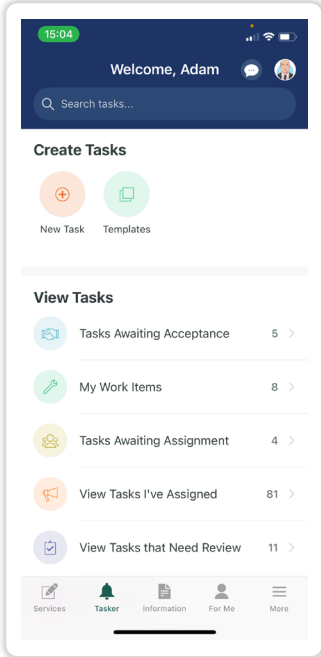 15:04
Welcome, Adam
Search tasks...
Create Tasks
New Task
Templates
View Tasks
Tasks Awaiting Acceptance 5
My Work Items 8
Tasks Awaiting Assignment 4
View Tasks I've Assigned 81
View Tasks that Need Review 11
Services Tasker Information For Me More